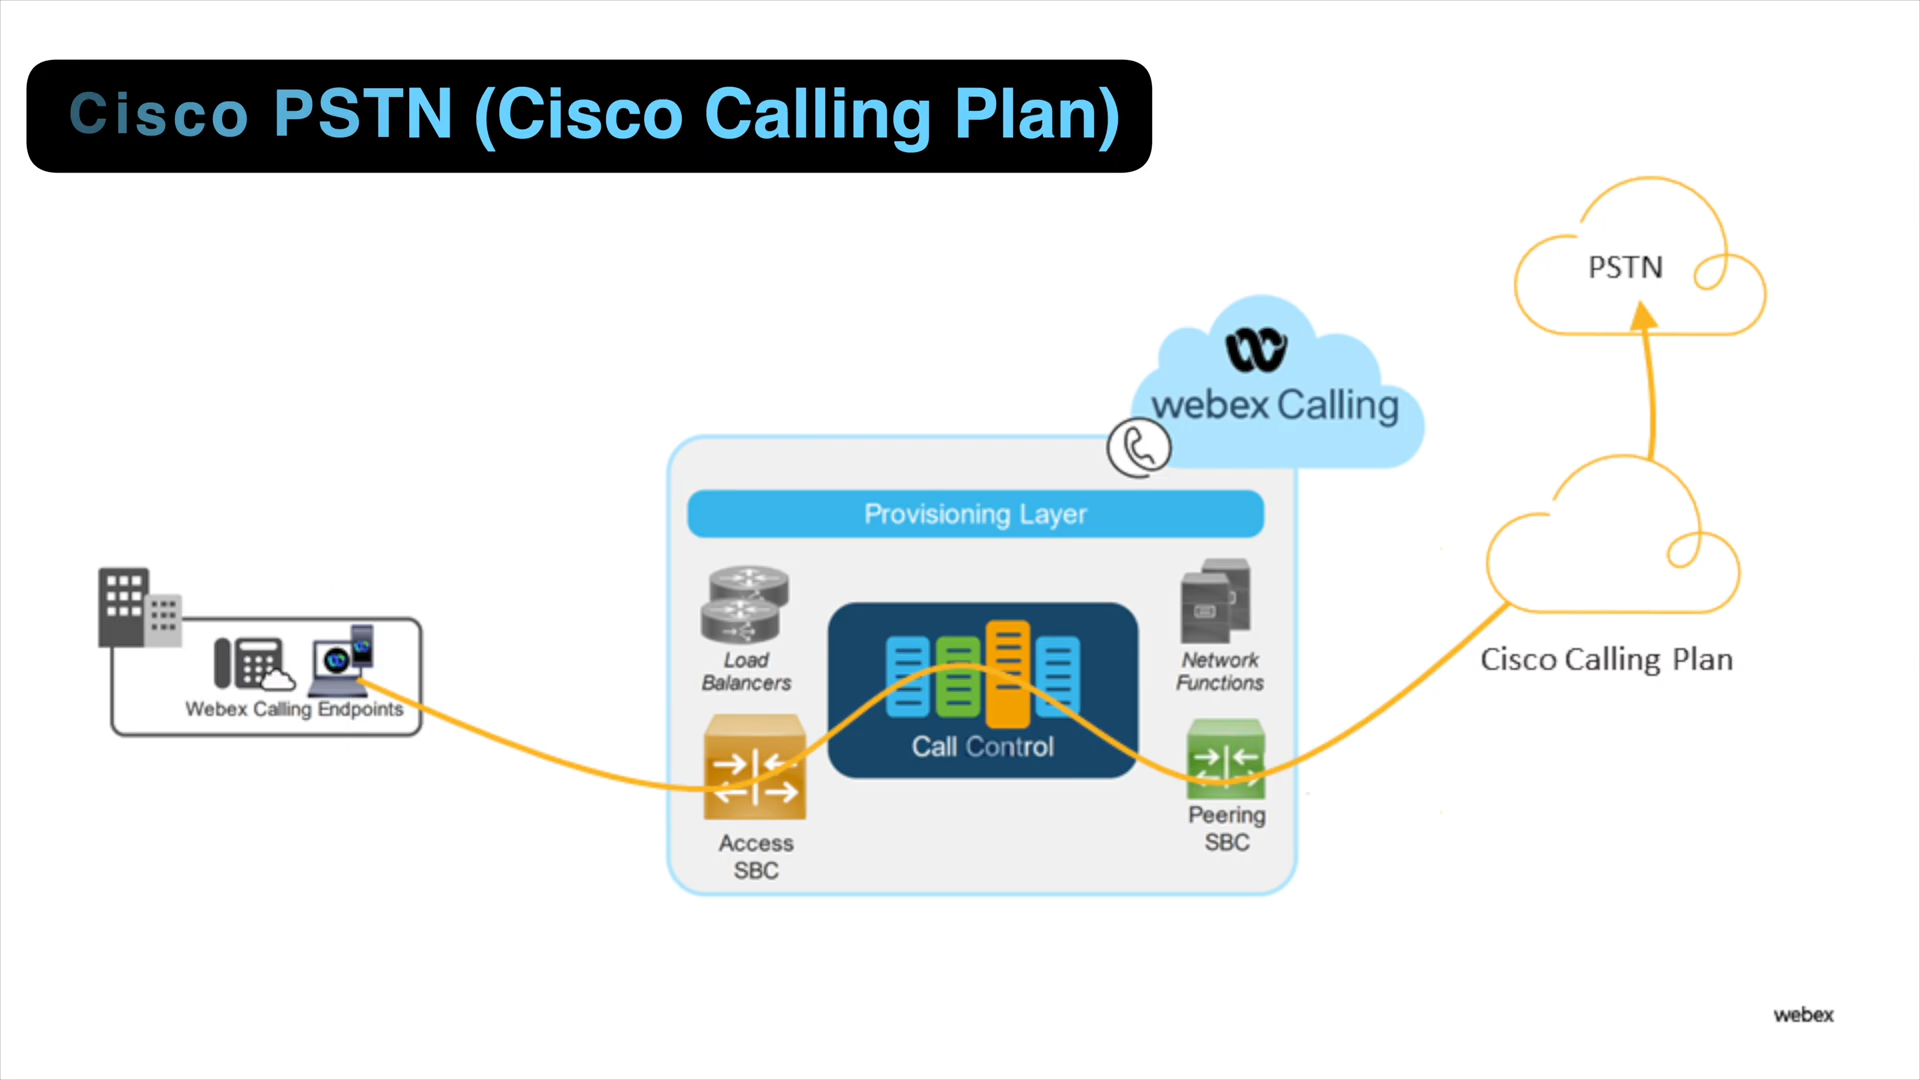 Cisco PSTN (Cisco Calling Plan)
PSTN
webex Calling
Provisioning Layer
Load
Balancers
Network
Functions
Cisco Calling Plan
Webex Calling Endpoints
Call Control
Access
SBC
Peering
SBC
webex